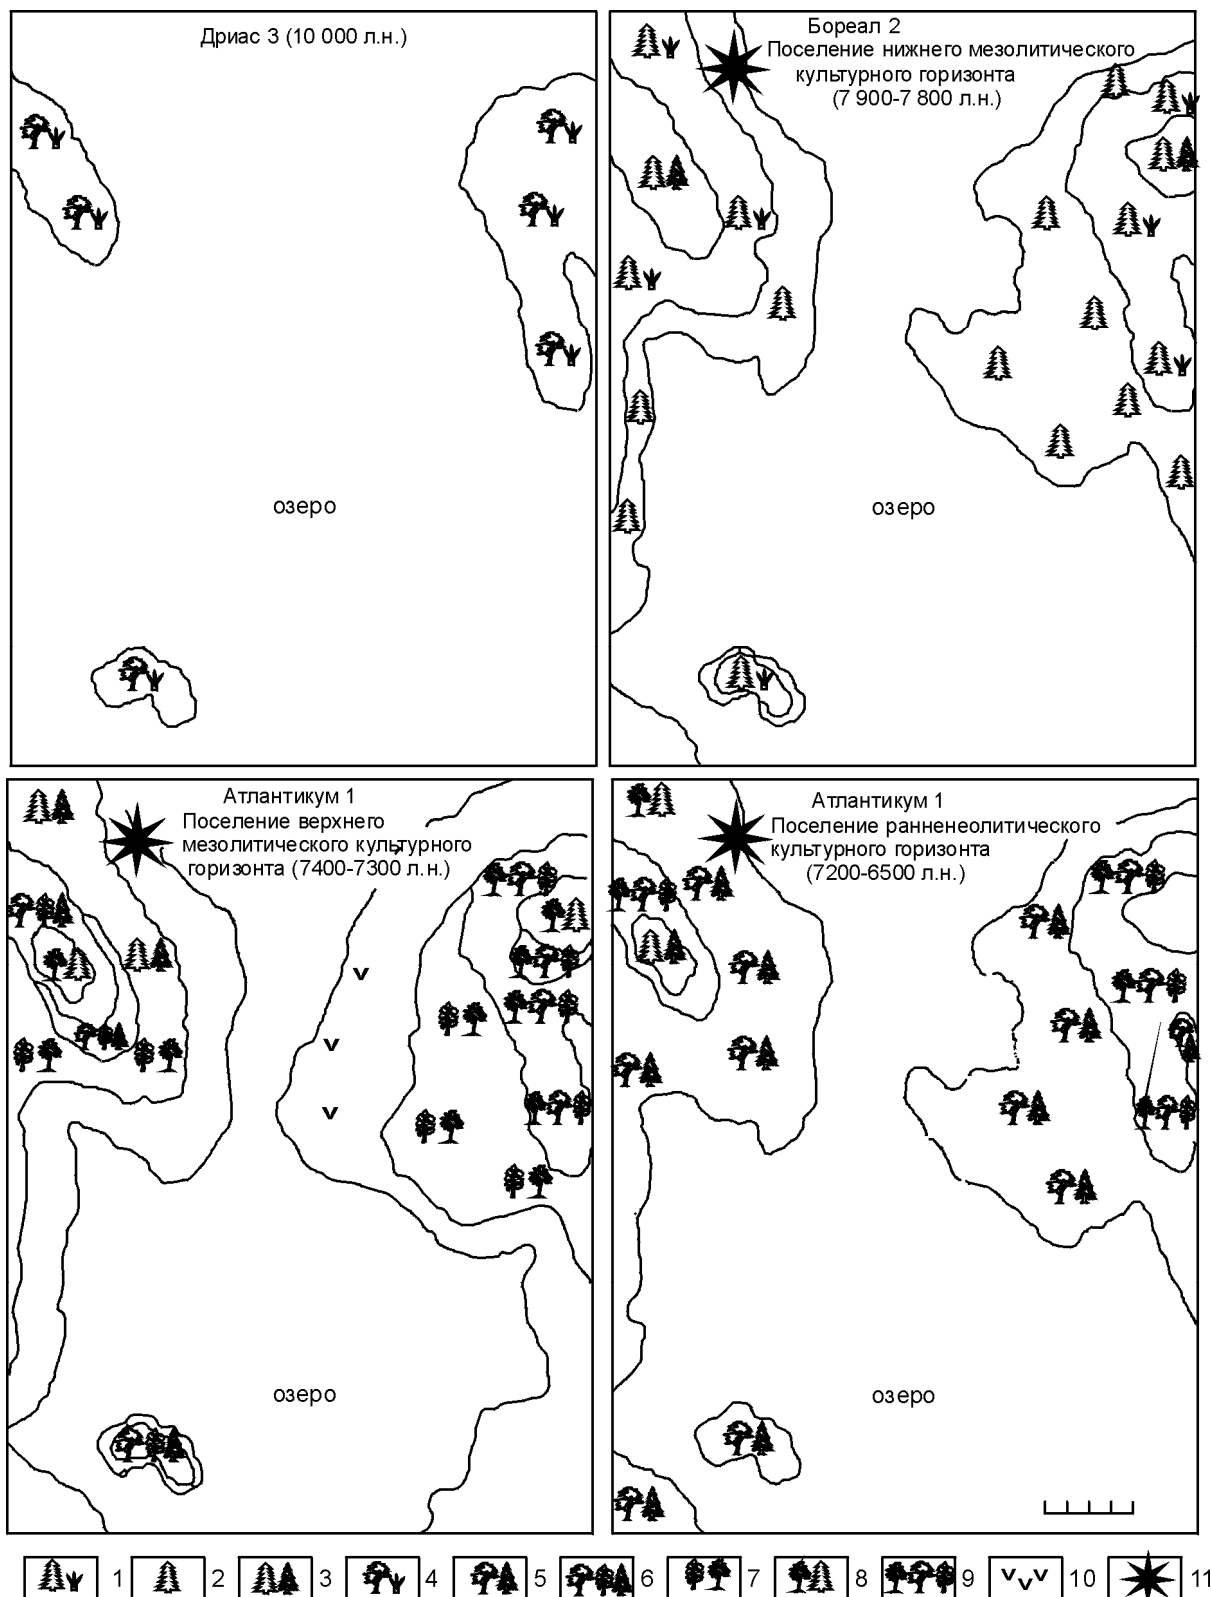 Дриас 3 (10 000 л.н.)
озеро
Бореал 2
Поселение нижнего мезолитического
культурного горизонта
(7 900-7 800 л.н.)
озеро
Атлантикум 1
Поселение верхнего
мезолитического культурного
горизонта (7400-7300 л.н.)
озеро
Атлантикум 1
Поселение ранненеолитического
культурного горизонта
(7200-6500 л.н.)
озеро
1 2 3 4 5 6 7 8 9 10 11